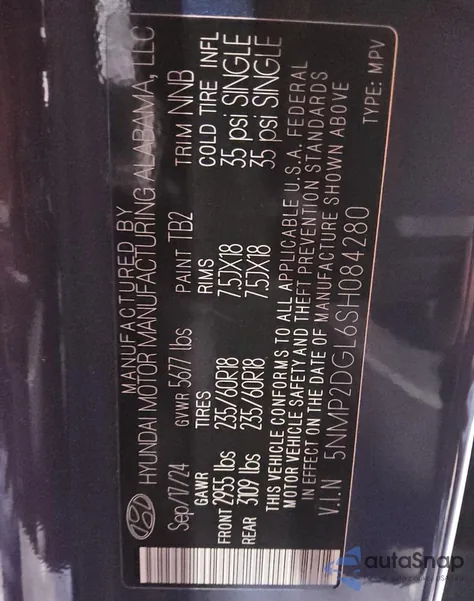 MANUFACTURED BY
HYUNDAI MOTOR MANUFACTURING ALABAMA, LLC
Sep/17/24 GVWR 5677 lbs PAINT TB2 TRIM NNB
GAWR TIRES RIMS COLD TIRE INFL
FRONT 2955 lbs 235/60R18 7.5JX18 35 psi SINGLE
REAR 3109 lbs 235/60R18 7.5JX18 35 psi SINGLE
THIS VEHICLE CONFORMS TO ALL APPLICABLE U.S.A. FEDERAL
MOTOR VEHICLE SAFETY AND THEFT PREVENTION STANDARDS
IN EFFECT ON THE DATE OF MANUFACTURE SHOWN ABOVE
V.I.N 5NMP2DGL6SH084280
TYPE: MPV
autaSnap